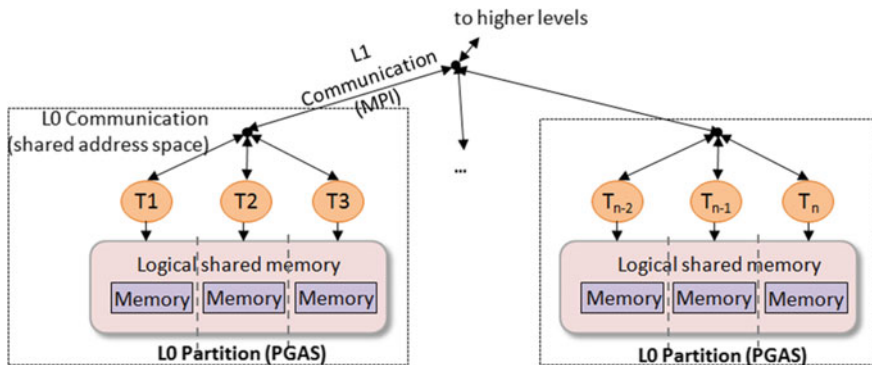 to higher levels
L1
Communication
(MPI)
L0 Communication
(shared address space)
...
T1 T2 T3
Tn-2 Tn-1 Tn
Logical shared memory
Memory Memory Memory
L0 Partition (PGAS)
Logical shared memory
Memory Memory Memory
L0 Partition (PGAS)